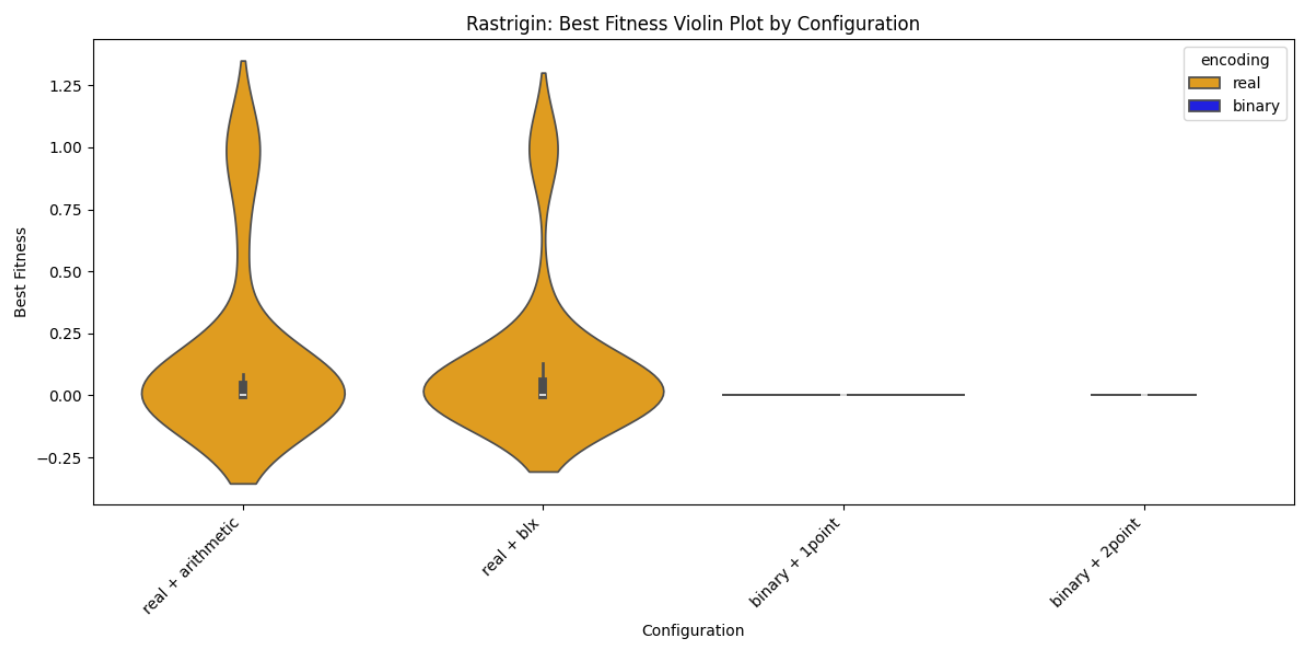 Rastrigin: Best Fitness Violin Plot by Configuration
encoding
real
binary
Best Fitness
1.25
1.00
0.75
0.50
0.25
0.00
−0.25
real + arithmetic
real + blx
binary + 1point
binary + 2point
Configuration